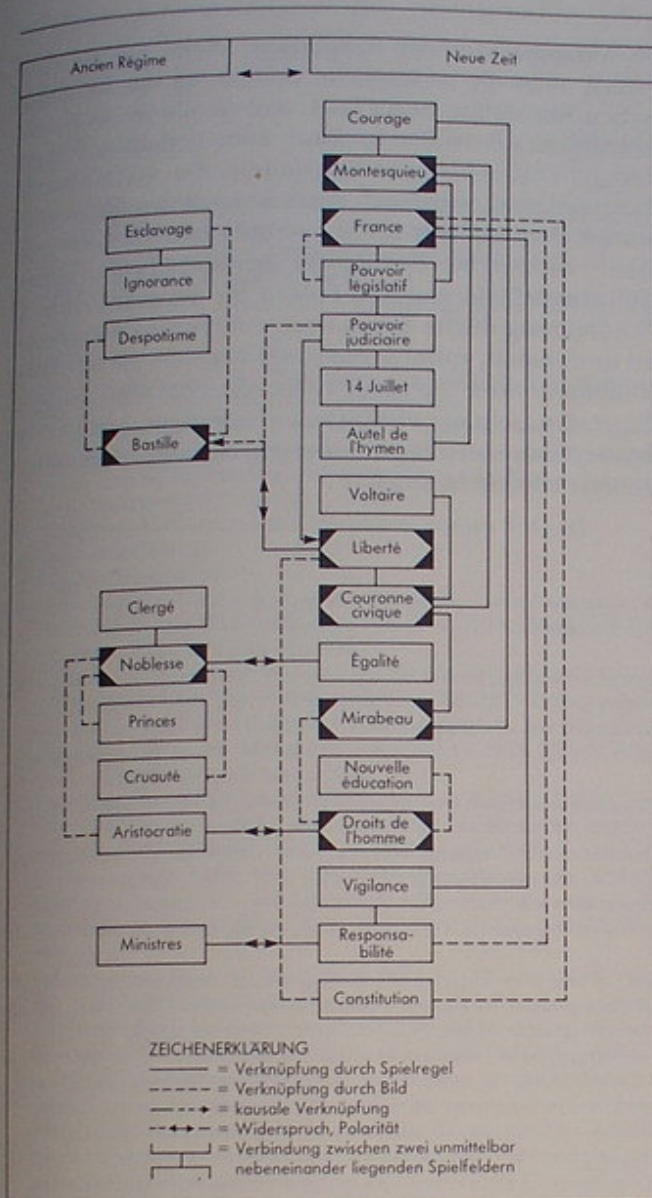 Ancien Régime
Neue Zeit
Courage
Montesquieu
France
Esclavage
Ignorance
Pouvoir
législatif
Despotisme
Pouvoir
judiciaire
14 Juillet
Bastille
Autel de
l'hymen
Voltaire
Liberté
Clergé
Couronne
civique
Noblesse
Égalité
Princes
Mirabeau
Cruauté
Nouvelle
éducation
Aristocratie
Droits de
l'homme
Vigilance
Ministres
Responsa-
bilité
Constitution
ZEICHENERKLÄRUNG
= Verknüpfung durch Spielregel
= Verknüpfung durch Bild
= kausale Verknüpfung
= Widerspruch, Polarität
= Verbindung zwischen zwei unmittelbar
nebeneinander liegenden Spielfeldern